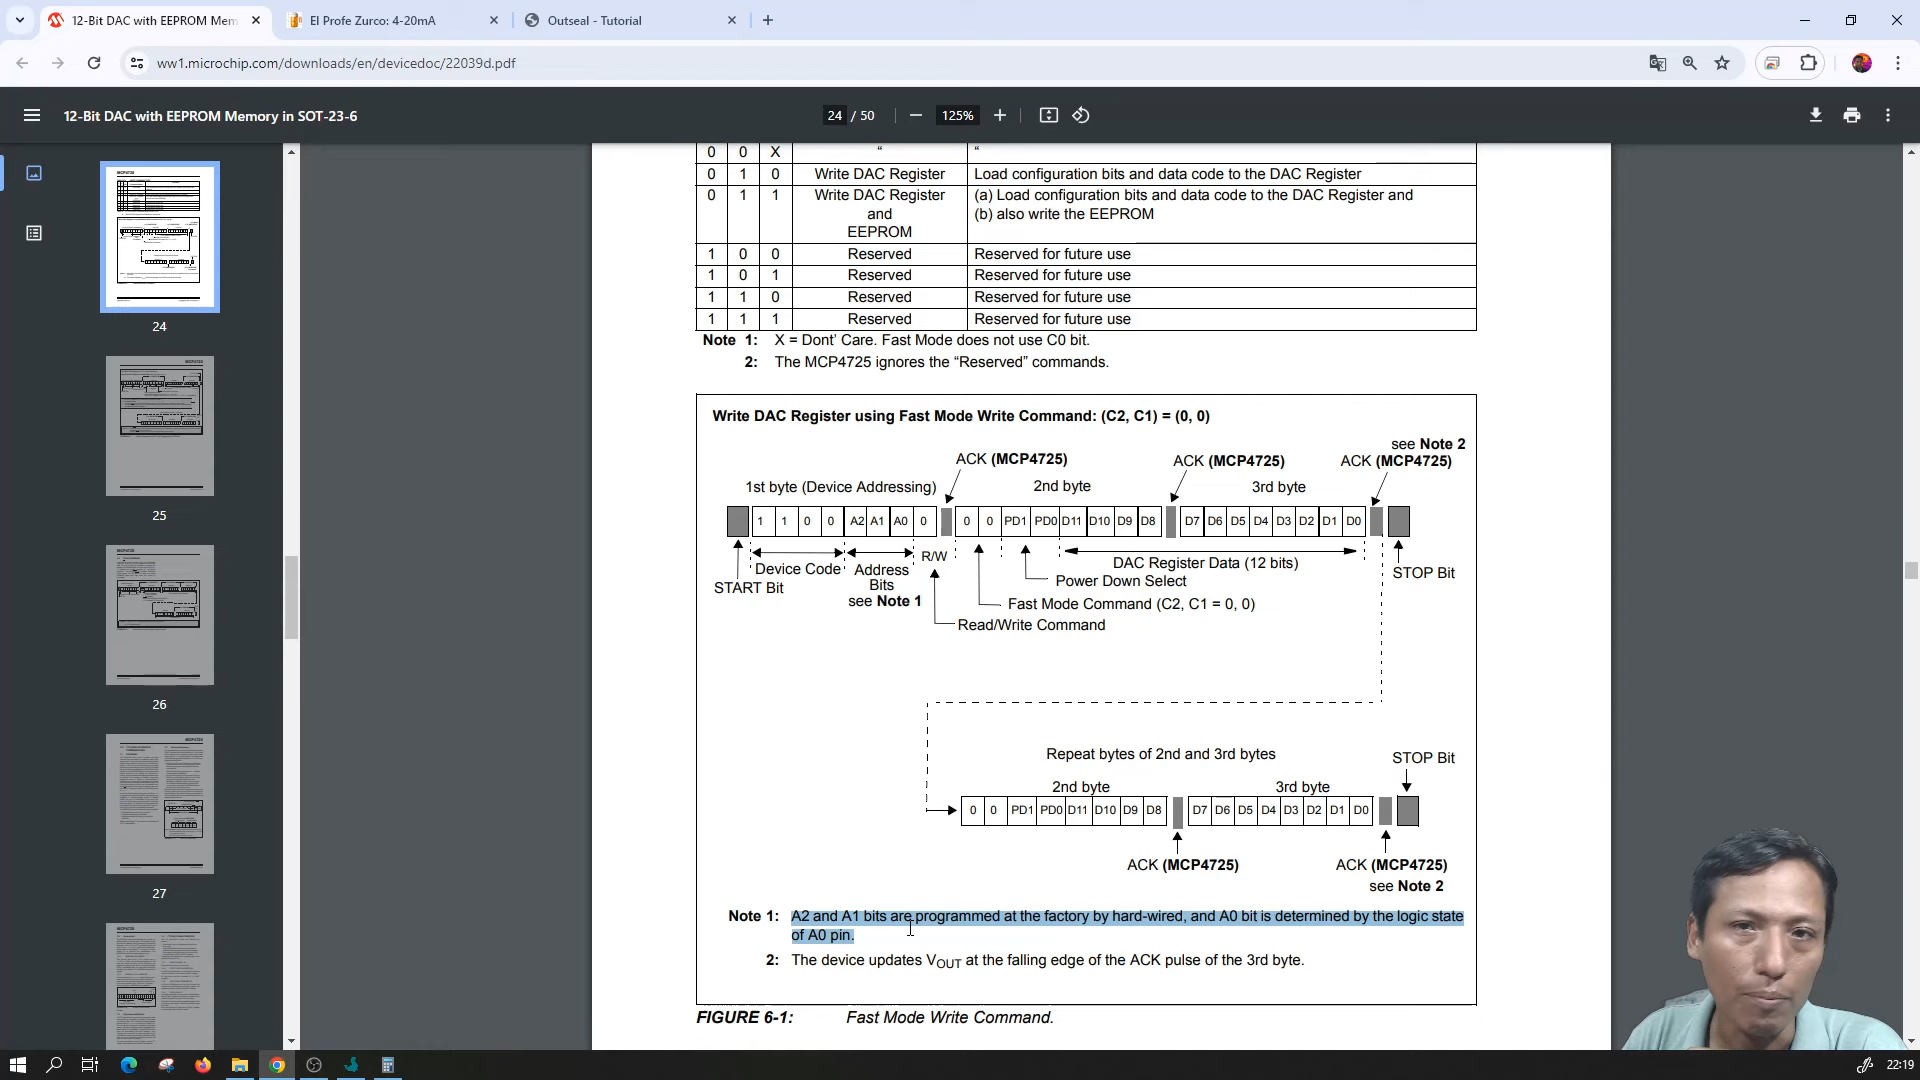 12-Bit DAC with EEPROM Mem
El Profe Zurco: 4-20mA
Outseal - Tutorial
ww1.microchip.com/downloads/en/devicedoc/22039d.pdf
12-Bit DAC with EEPROM Memory in SOT-23-6
24 / 50
125%
24
25
26
27
0 0 X “ “
0 1 0 Write DAC Register Load configuration bits and data code to the DAC Register
0 1 1 Write DAC Register (a) Load configuration bits and data code to the DAC Register and
and (b) also write the EEPROM
EEPROM
1 0 0 Reserved Reserved for future use
1 0 1 Reserved Reserved for future use
1 1 0 Reserved Reserved for future use
1 1 1 Reserved Reserved for future use
Note 1: X = Dont’ Care. Fast Mode does not use C0 bit.
2: The MCP4725 ignores the “Reserved” commands.
Write DAC Register using Fast Mode Write Command: (C2, C1) = (0, 0)
see Note 2
ACK (MCP4725) ACK (MCP4725) ACK (MCP4725)
1st byte (Device Addressing) 2nd byte 3rd byte
1 1 0 0 A2 A1 A0 0 0 0 PD1 PD0 D11 D10 D9 D8 D7 D6 D5 D4 D3 D2 D1 D0
R/W
Device Code Address DAC Register Data (12 bits) STOP Bit
START Bit Bits Power Down Select
see Note 1 Fast Mode Command (C2, C1 = 0, 0)
Read/Write Command
Repeat bytes of 2nd and 3rd bytes STOP Bit
2nd byte 3rd byte
0 0 PD1 PD0 D11 D10 D9 D8 D7 D6 D5 D4 D3 D2 D1 D0
ACK (MCP4725) ACK (MCP4725)
see Note 2
Note 1: A2 and A1 bits are programmed at the factory by hard-wired, and A0 bit is determined by the logic state
of A0 pin.
2: The device updates VOUT at the falling edge of the ACK pulse of the 3rd byte.
FIGURE 6-1: Fast Mode Write Command.
22:19